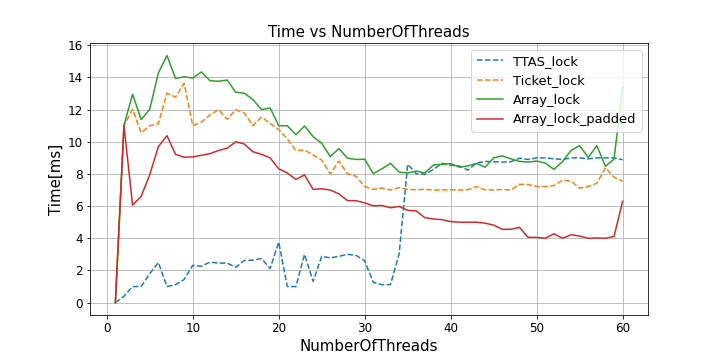 Time vs NumberOfThreads
TTAS_lock
Ticket_lock
Array_lock
Array_lock_padded
16
14
12
10
8
6
4
2
0
Time[ms]
0 10 20 30 40 50 60
NumberOfThreads